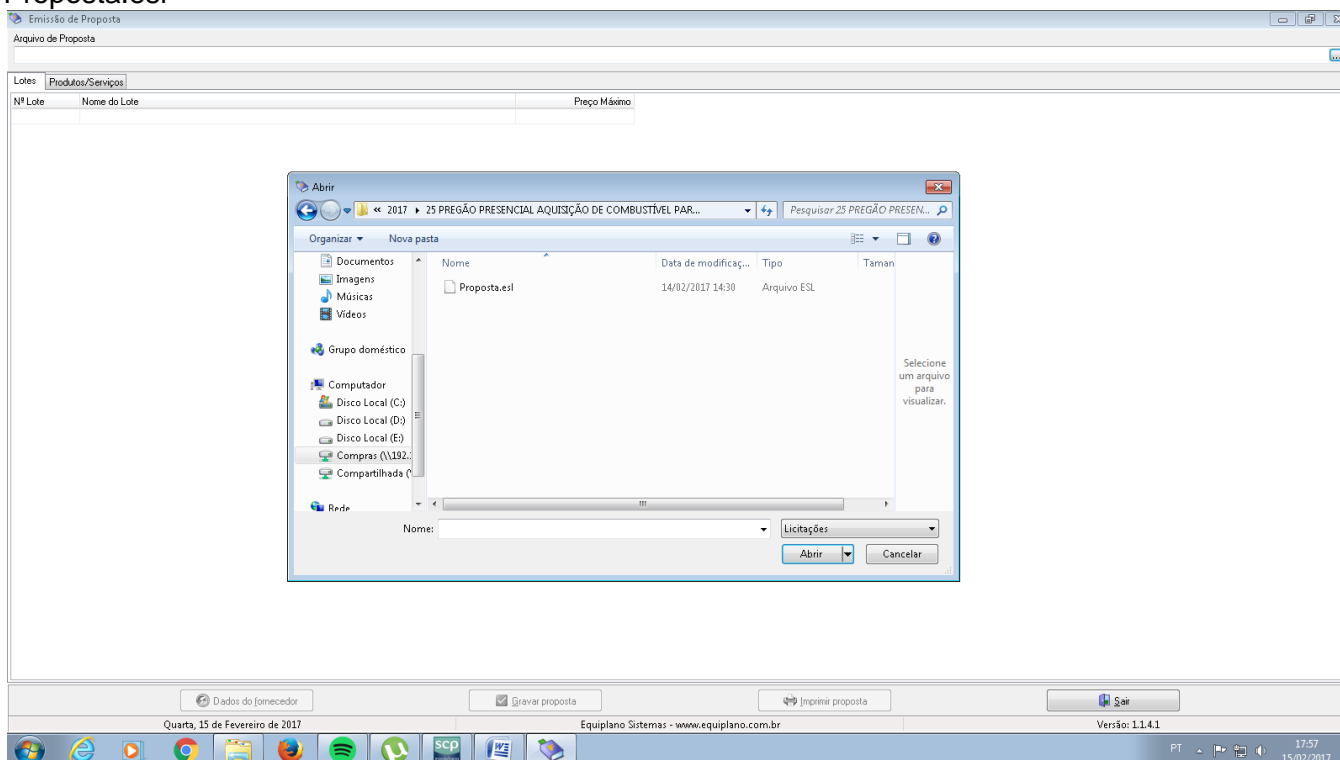 Emissão de Proposta
Arquivo de Proposta
Lotes Produtos/Serviços
Nº Lote Nome do Lote Preço Máximo
Abrir
« 2017 ▸ 25 PREGÃO PRESENCIAL AQUISIÇÃO DE COMBUSTÍVEL PAR... Pesquisar 25 PREGÃO PRESEN...
Organizar Nova pasta
Documentos
Imagens
Músicas
Vídeos
Grupo doméstico
Computador
Disco Local (C:)
Disco Local (D:)
Disco Local (E:)
Compras (\\192.
Compartilhada (
Rede
Nome Data de modificaç... Tipo Taman
Proposta.esl 14/02/2017 14:30 Arquivo ESL
Selecione
um arquivo
para
visualizar.
Nome: Licitações
Abrir Cancelar
Dados do fornecedor Gravar proposta Imprimir proposta Sair
Quarta, 15 de Fevereiro de 2017 Equiplano Sistemas - www.equiplano.com.br Versão: 1.1.4.1
scp PT 17:57
15/02/2017